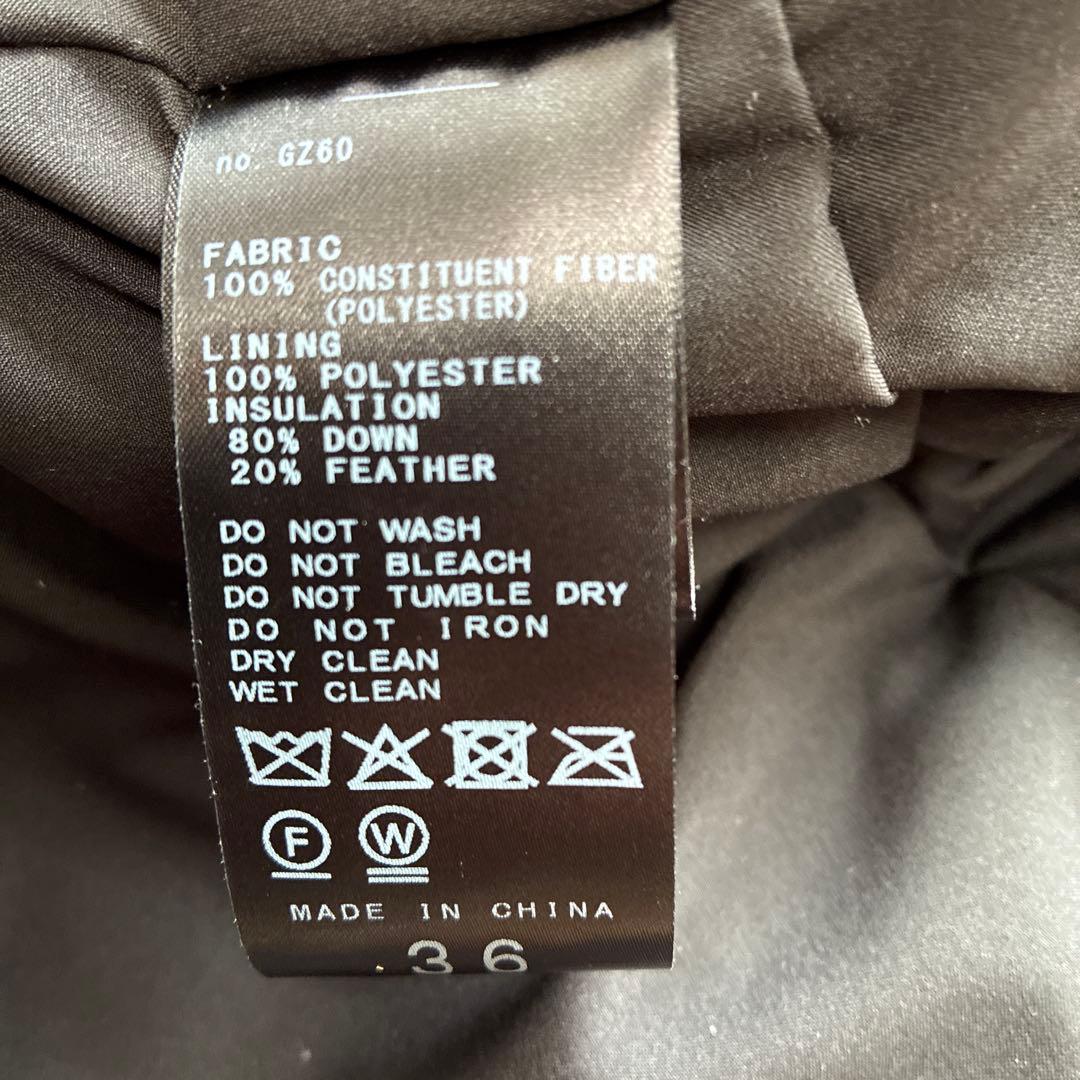 no. GZ60
FABRIC
100% CONSTITUENT FIBER
(POLYESTER)
LINING
100% POLYESTER
INSULATION
80% DOWN
20% FEATHER
DO NOT WASH
DO NOT BLEACH
DO NOT TUMBLE DRY
DO NOT IRON
DRY CLEAN
WET CLEAN
F W
MADE IN CHINA
36